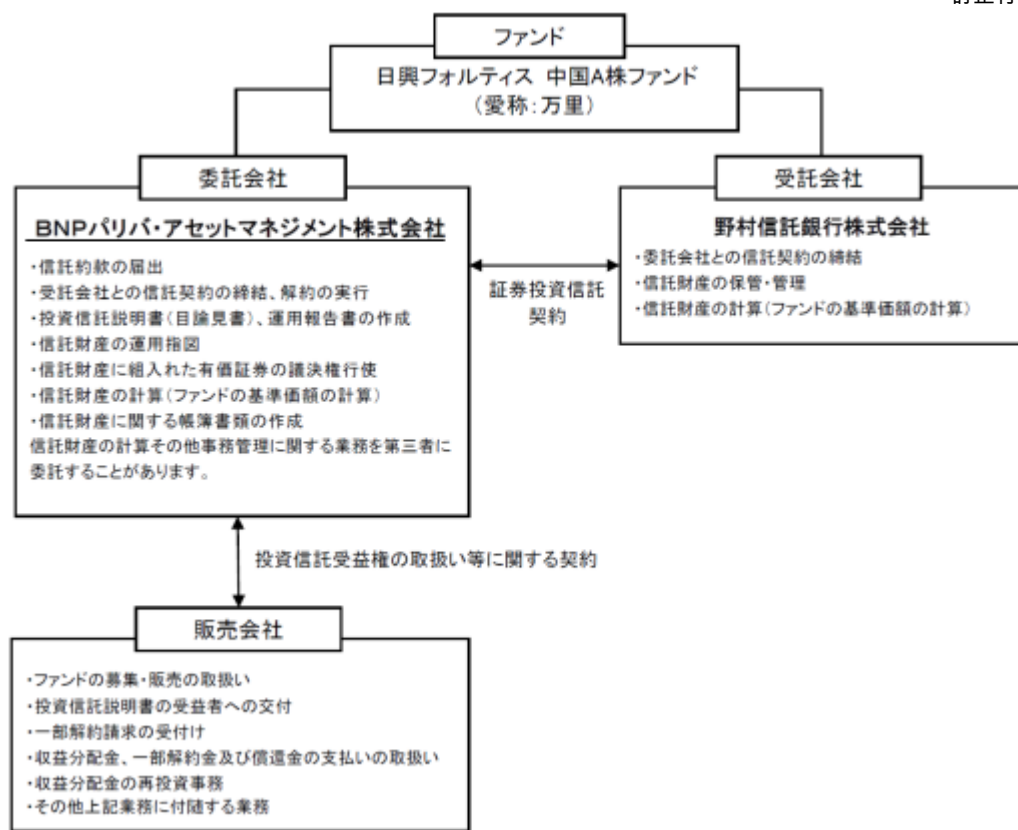 ファンド
日興フォルティス 中国A株ファンド
(愛称:万里)
委託会社
BNPパリバ・アセットマネジメント株式会社
・信託約款の届出
・受託会社との信託契約の締結、解約の実行
・投資信託説明書(目論見書)、運用報告書の作成
・信託財産の運用指図
・信託財産に組入れた有価証券の議決権行使
・信託財産の計算(ファンドの基準価額の計算)
・信託財産に関する帳簿書類の作成
信託財産の計算その他事務管理に関する業務を第三者に
委託することがあります。
証券投資信託
契約
受託会社
野村信託銀行株式会社
・委託会社との信託契約の締結
・信託財産の保管・管理
・信託財産の計算(ファンドの基準価額の計算)
投資信託受益権の取扱い等に関する契約
販売会社
・ファンドの募集・販売の取扱い
・投資信託説明書の受益者への交付
・一部解約請求の受付け
・収益分配金、一部解約金及び償還金の支払いの取扱い
・収益分配金の再投資事務
・その他上記業務に付随する業務